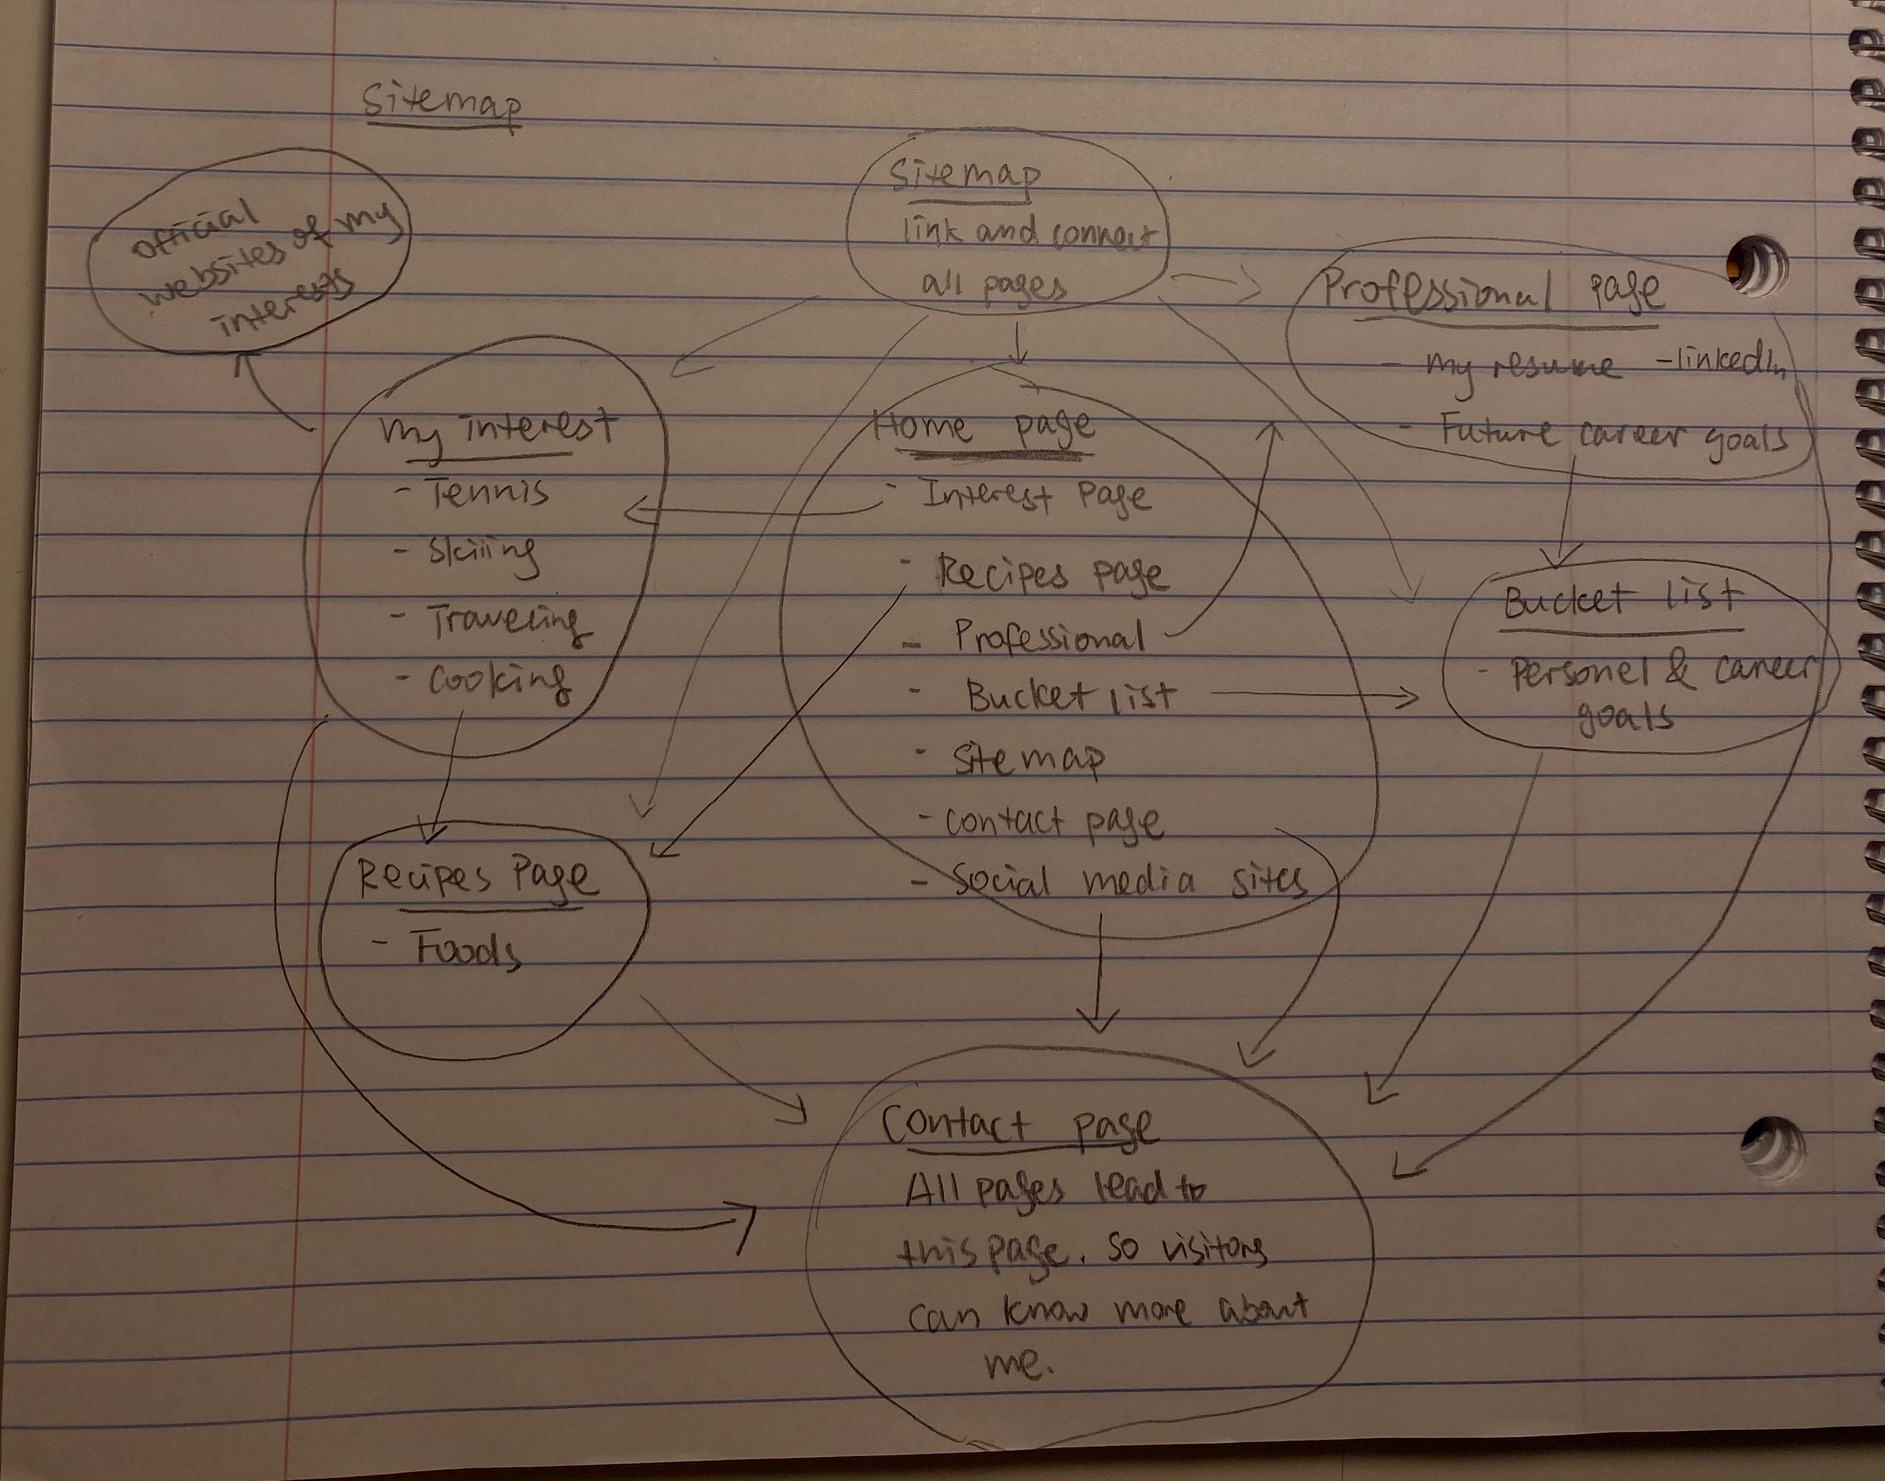 Sitemap
Sitemap
link and connect
all pages
official
websites of my
interests
Professional page
- my resume - linkedIn
- Future career goals
my interest
- Tennis
- Skiiing
- Traveling
- Cooking
Home page
- Interest Page
- Recipes page
- Professional
- Bucket list
- Sitemap
- contact page
- Social media sites
Bucket list
- Personel & career
goals
Recipes Page
- Foods
Contact page
All pages lead to
this page. so visitors
can know more about
me.